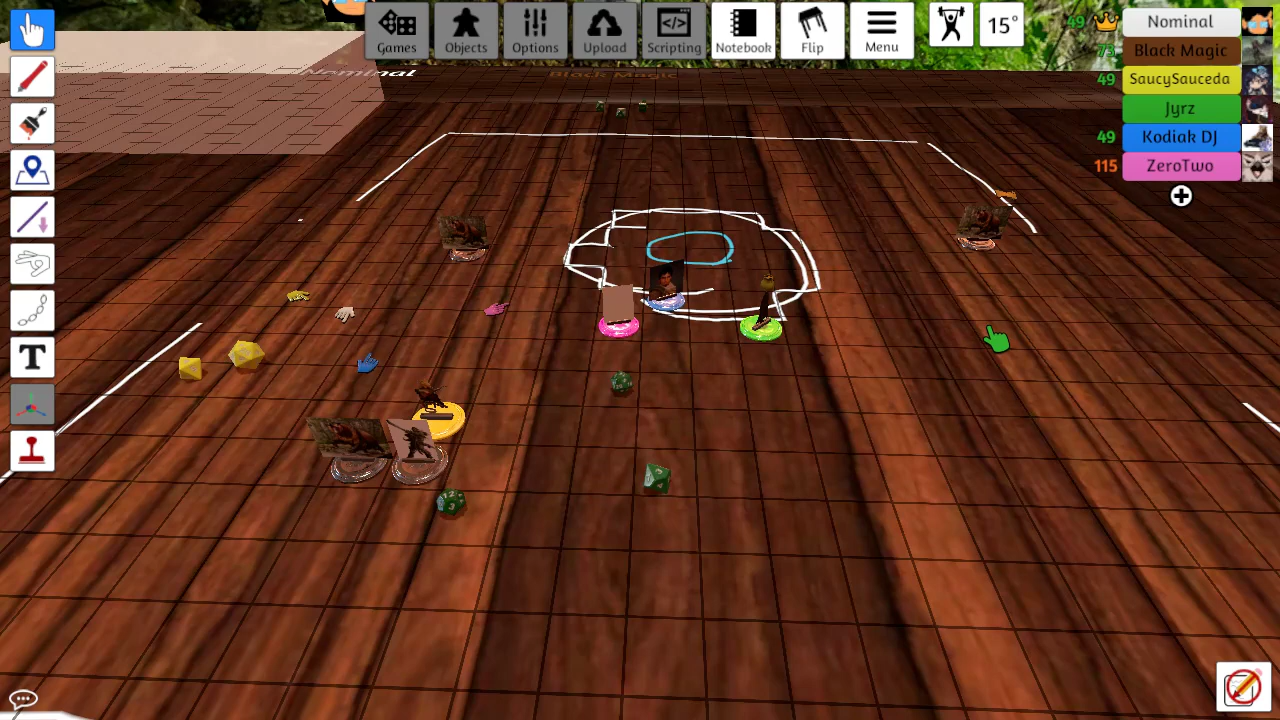 Games
Objects
Options
Upload
Scripting
Notebook
Flip
Menu
15°
49
Nominal
73
Black Magic
49
SaucySauceda
Jyrz
49
Kodiak DJ
115
ZeroTwo
Nominal
Black Magic
T
3